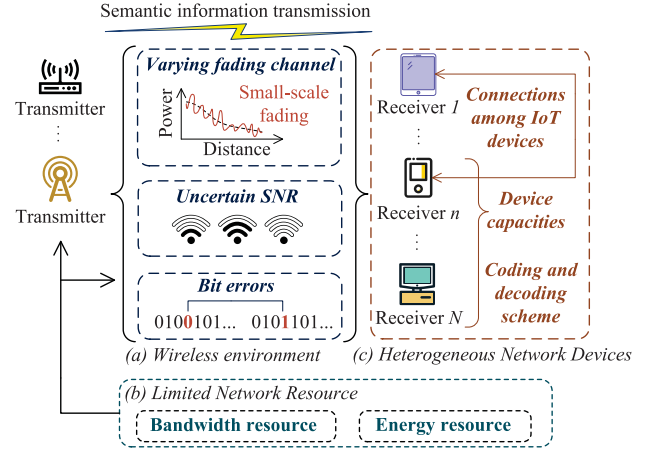 Semantic information transmission
Transmitter
Transmitter
Varying fading channel
Power
Small-scale
fading
Distance
Uncertain SNR
Bit errors
01000101... 01011101...
(a) Wireless environment
Receiver 1
Connections
among IoT
devices
Receiver n
Device
capacities
Coding and
decoding
scheme
Receiver N
(c) Heterogeneous Network Devices
(b) Limited Network Resource
Bandwidth resource
Energy resource